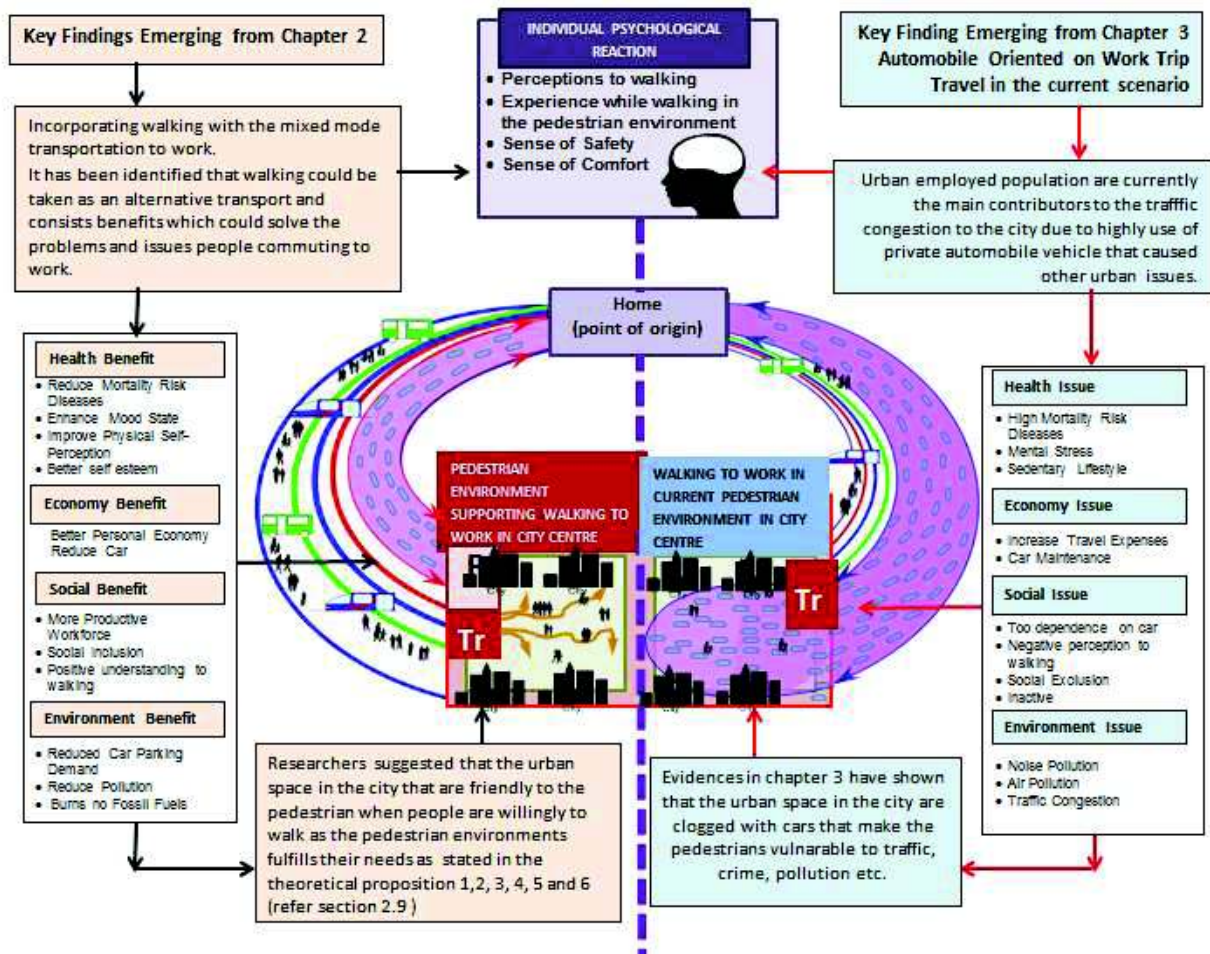 Key Findings Emerging from Chapter 2
INDIVIDUAL PSYCHOLOGICAL
REACTION
• Perceptions to walking
• Experience while walking in
the pedestrian environment
• Sense of Safety
• Sense of Comfort
Key Finding Emerging from Chapter 3
Automobile Oriented on Work Trip
Travel in the current scenario
Incorporating walking with the mixed mode
transportation to work.
It has been identified that walking could be
taken as an alternative transport and
consists benefits which could solve the
problems and issues people commuting to
work.
Urban employed population are currently
the main contributors to the trafffic
congestion to the city due to highly use of
private automobile vehicle that caused
other urban issues.
Home
(point of origin)
Health Benefit
• Reduce Mortality Risk
Diseases
• Enhance Mood State
• Improve Physical Self-
Perception
• Better self esteem
Economy Benefit
Better Personal Economy
Reduce Car
Social Benefit
• More Productive
Workforce
• Social Inclusion
• Positive understanding to
walking
Environment Benefit
• Reduced Car Parking
Demand
• Reduce Pollution
• Burns no Fossil Fuels
PEDESTRIAN
ENVIRONMENT
SUPPORTING WALKING TO
WORK IN CITY CENTRE
WALKING TO WORK IN
CURRENT PEDESTRIAN
ENVIRONMENT IN CITY
CENTRE
Tr
Tr
Health Issue
• High Mortality Risk
Diseases
• Mental Stress
• Sedentary Lifestyle
Economy Issue
• Increase Travel Expenses
• Car Maintenance
Social Issue
• Too dependence on car
• Negative perception to
walking
• Social Exclusion
• Inactive
Environment Issue
• Noise Pollution
• Air Pollution
• Traffic Congestion
Researchers suggested that the urban
space in the city that are friendly to the
pedestrian when people are willingly to
walk as the pedestrian environments
fulfills their needs as stated in the
theoretical proposition 1,2, 3, 4, 5 and 6
(refer section 2.9 )
Evidences in chapter 3 have shown
that the urban space in the city are
clogged with cars that make the
pedestrians vulnarable to traffic,
crime, pollution etc.